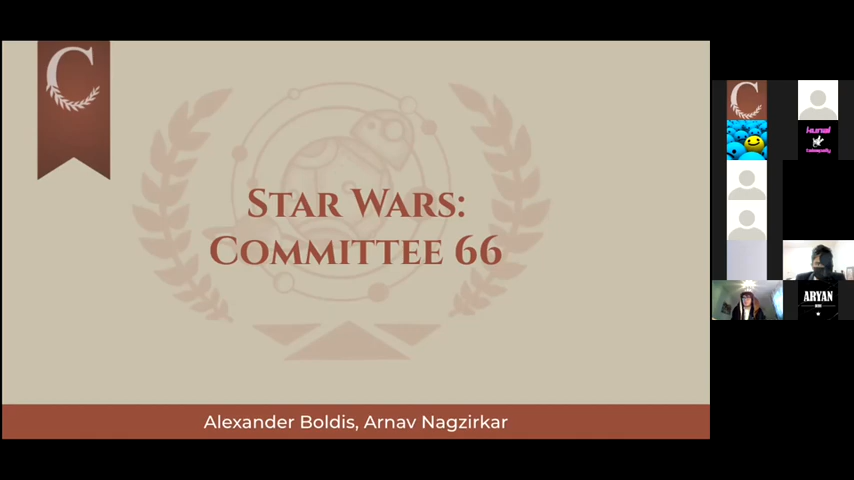 C
STAR WARS:
COMMITTEE 66
Alexander Boldis, Arnav Nagzirkar
C
kunal
ARYAN